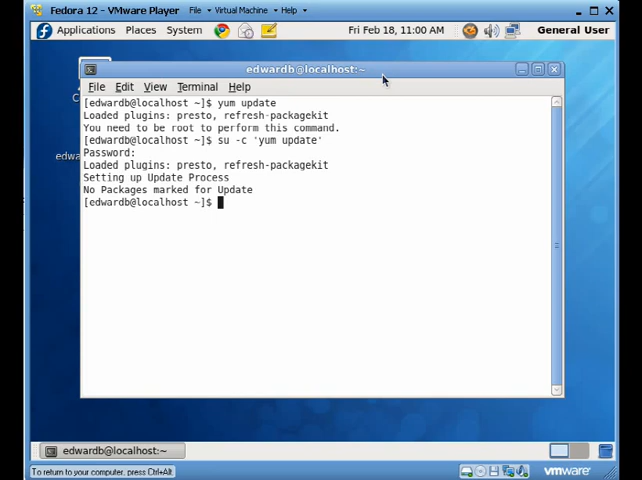 Fedora 12 - VMware Player File Virtual Machine Help
Applications Places System Fri Feb 18, 11:00 AM General User
edwardb@localhost:~
C
edwa
File Edit View Terminal Help
[edwardb@localhost ~]$ yum update
Loaded plugins: presto, refresh-packagekit
You need to be root to perform this command.
[edwardb@localhost ~]$ su -c 'yum update'
Password:
Loaded plugins: presto, refresh-packagekit
Setting up Update Process
No Packages marked for Update
[edwardb@localhost ~]$
edwardb@localhost:~
To return to your computer, press Ctrl+Alt.
vmware